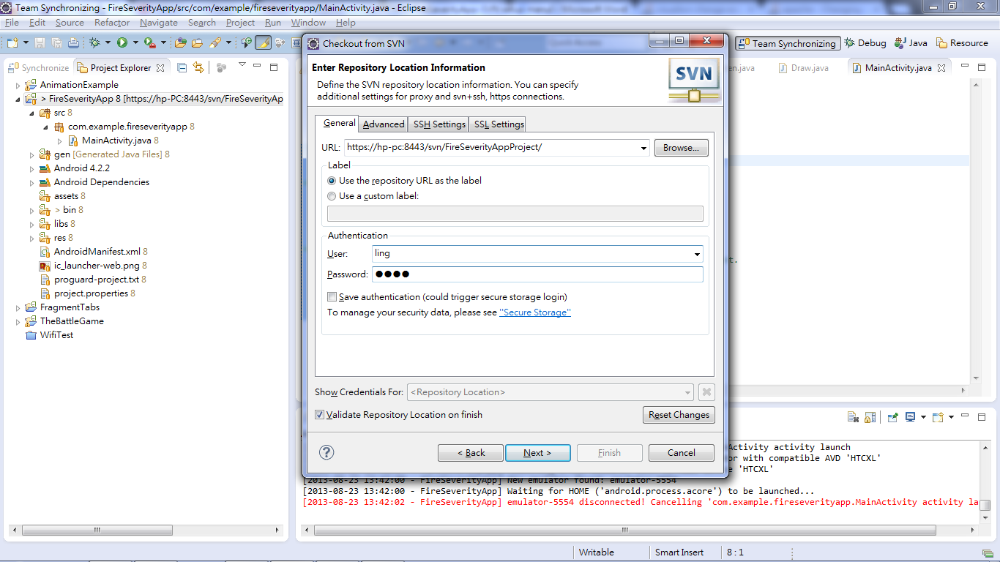 Team Synchronizing - FireSeverityApp/src/com/example/fireseverityapp/MainActivity.java - Eclipse
File Edit Source Refactor Navigate Search Project Run Window Help
Team Synchronizing Debug Java Resource
Synchronize Project Explorer
AnimationExample
> FireSeverityApp 8 [https://hp-PC:8443/svn/FireSeverityAp
src 8
com.example.fireseverityapp 8
MainActivity.java 8
gen [Generated Java Files] 8
Android 4.2.2
Android Dependencies
assets 8
> bin 8
libs 8
res 8
AndroidManifest.xml 8
ic_launcher-web.png 8
proguard-project.txt 8
project.properties 8
FragmentTabs
TheBattleGame
WifiTest
Checkout from SVN
Enter Repository Location Information
Define the SVN repository location information. You can specify
additional settings for proxy and svn+ssh, https connections.
SVN
General Advanced SSH Settings SSL Settings
URL: https://hp-pc:8443/svn/FireSeverityAppProject/ Browse...
Label
Use the repository URL as the label
Use a custom label:
Authentication
User: ling
Password: ●●●●
Save authentication (could trigger secure storage login)
To manage your security data, please see "Secure Storage"
Show Credentials For: <Repository Location>
Validate Repository Location on finish Reset Changes
< Back Next > Finish Cancel
en.java Draw.java MainActivity.java
t.
Activity activity launch
or with compatible AVD 'HTCXL'
e 'HTCXL'
[2013-08-23 13:42:00 - FireSeverityApp] New emulator found: emulator-5554
[2013-08-23 13:42:00 - FireSeverityApp] Waiting for HOME ('android.process.acore') to be launched...
[2013-08-23 13:42:02 - FireSeverityApp] emulator-5554 disconnected! Cancelling 'com.example.fireseverityapp.MainActivity activity la
Writable Smart Insert 8 : 1